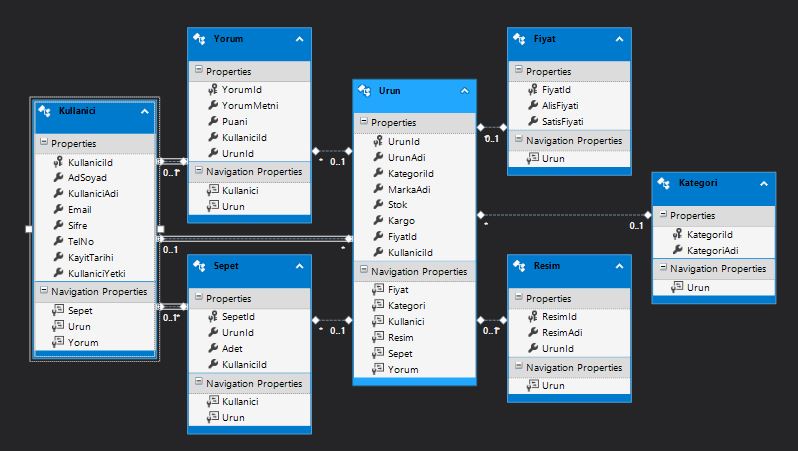 Kullanici
Properties
KullaniciId
AdSoyad
KullaniciAdi
Email
Sifre
TelNo
KayitTarihi
KullaniciYetki
Navigation Properties
Sepet
Urun
Yorum
Yorum
Properties
YorumId
YorumMetni
Puani
KullaniciId
UrunId
Navigation Properties
Kullanici
Urun
Sepet
Properties
SepetId
UrunId
Adet
KullaniciId
Navigation Properties
Kullanici
Urun
Urun
Properties
UrunId
UrunAdi
KategoriId
MarkaAdi
Stok
Kargo
FiyatId
KullaniciId
Navigation Properties
Fiyat
Kategori
Kullanici
Resim
Sepet
Yorum
Fiyat
Properties
FiyatId
AlisFiyati
SatisFiyati
Navigation Properties
Urun
Resim
Properties
ResimId
ResimAdi
UrunId
Navigation Properties
Urun
Kategori
Properties
KategoriId
KategoriAdi
Navigation Properties
Urun
0..1
*
0..1
*
0..1
*
* 0..1
* 0..1
*
0..1
*
0..1
0..1
*